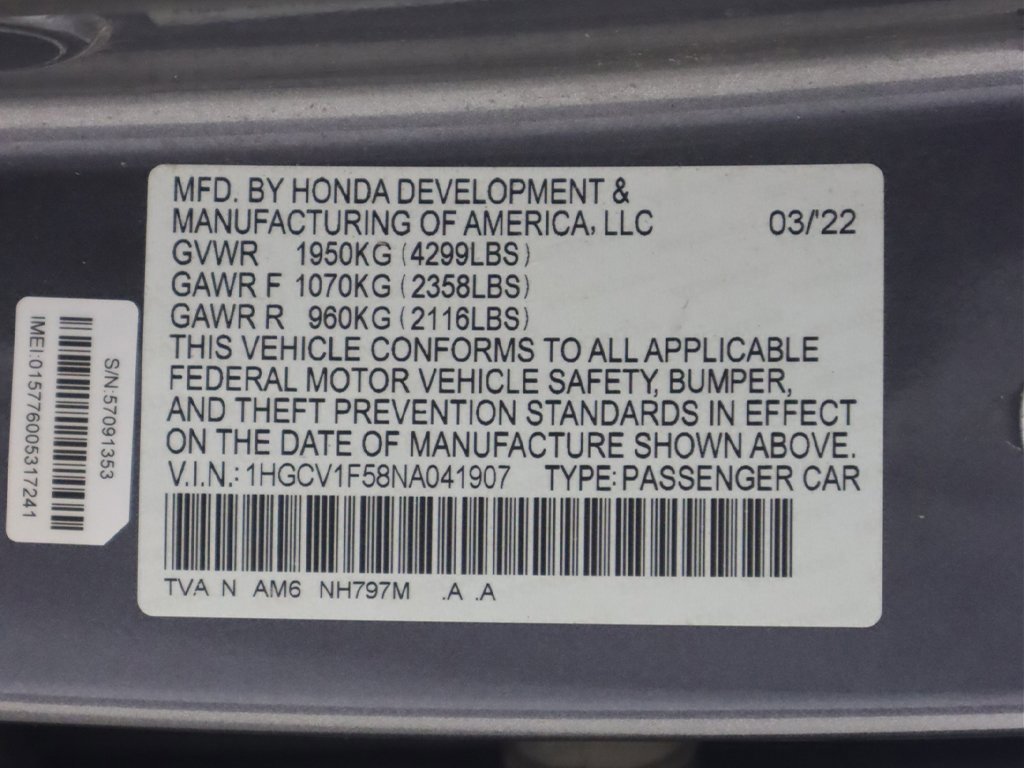 MFD. BY HONDA DEVELOPMENT &
MANUFACTURING OF AMERICA, LLC 03/'22
GVWR 1950KG (4299LBS)
GAWR F 1070KG (2358LBS)
GAWR R 960KG (2116LBS)
THIS VEHICLE CONFORMS TO ALL APPLICABLE
FEDERAL MOTOR VEHICLE SAFETY, BUMPER,
AND THEFT PREVENTION STANDARDS IN EFFECT
ON THE DATE OF MANUFACTURE SHOWN ABOVE.
V.I.N.: 1HGCV1F58NA041907 TYPE: PASSENGER CAR
TVA N AM6 NH797M .A .A
S/N:57091353
IMEI:015776005317241